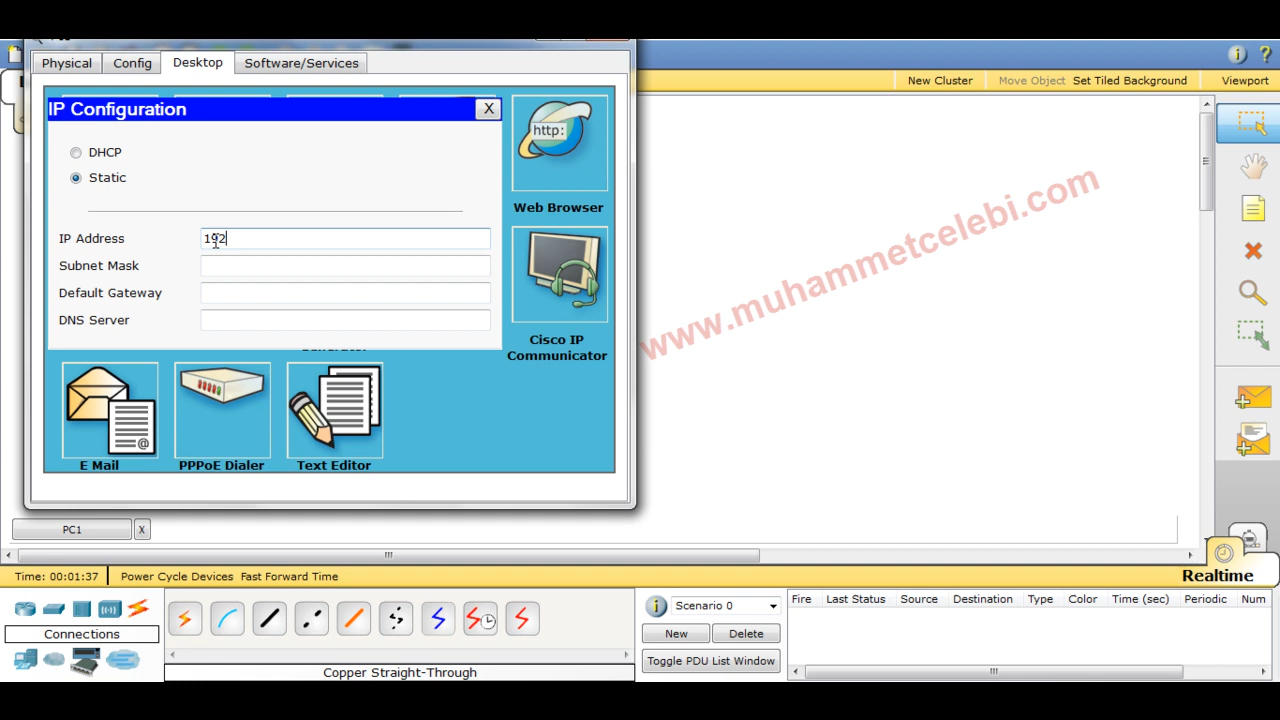 Physical
Config
Desktop
Software/Services
New Cluster
Move Object
Set Tiled Background
Viewport
IP Configuration
X
DHCP
Static
IP Address
192
Subnet Mask
Default Gateway
DNS Server
http:
Web Browser
Cisco IP
Communicator
E Mail
PPPoE Dialer
Text Editor
www.muhammetcelebi.com
PC1
X
Time: 00:01:37
Power Cycle Devices
Fast Forward Time
Realtime
Connections
Copper Straight-Through
Scenario 0
New
Delete
Toggle PDU List Window
Fire
Last Status
Source
Destination
Type
Color
Time (sec)
Periodic
Num